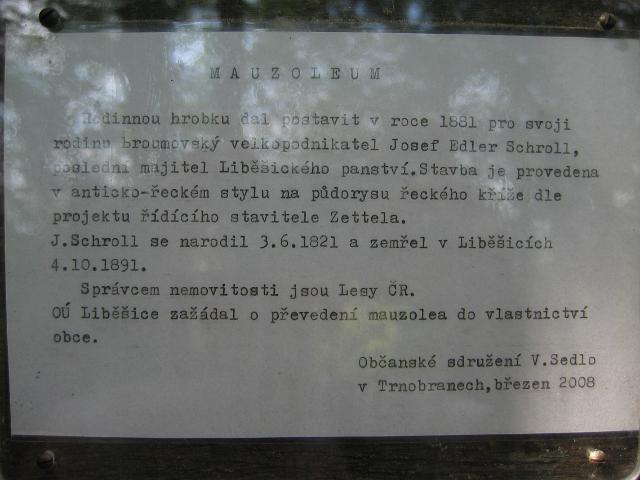 MAUZOLEUM
Rodinnou hrobku dal postavit v roce 1881 pro svoji
rodinu broumovský velkopodnikatel Josef Edler Schroll,
poslední majitel Liběšického panství.Stavba je provedena
v anticko-řeckém stylu na půdorysu řeckého kříže dle
projektu řídícího stavitele Zettela.
J.Schroll se narodil 3.6.1821 a zemřel v Liběšicích
4.10.1891.
Správcem nemovitosti jsou Lesy ČR.
OÚ Liběšice zažádal o převedení mauzolea do vlastnictví
obce.
Občanské sdružení V.Sedlo
v Trnobranech,březen 2008